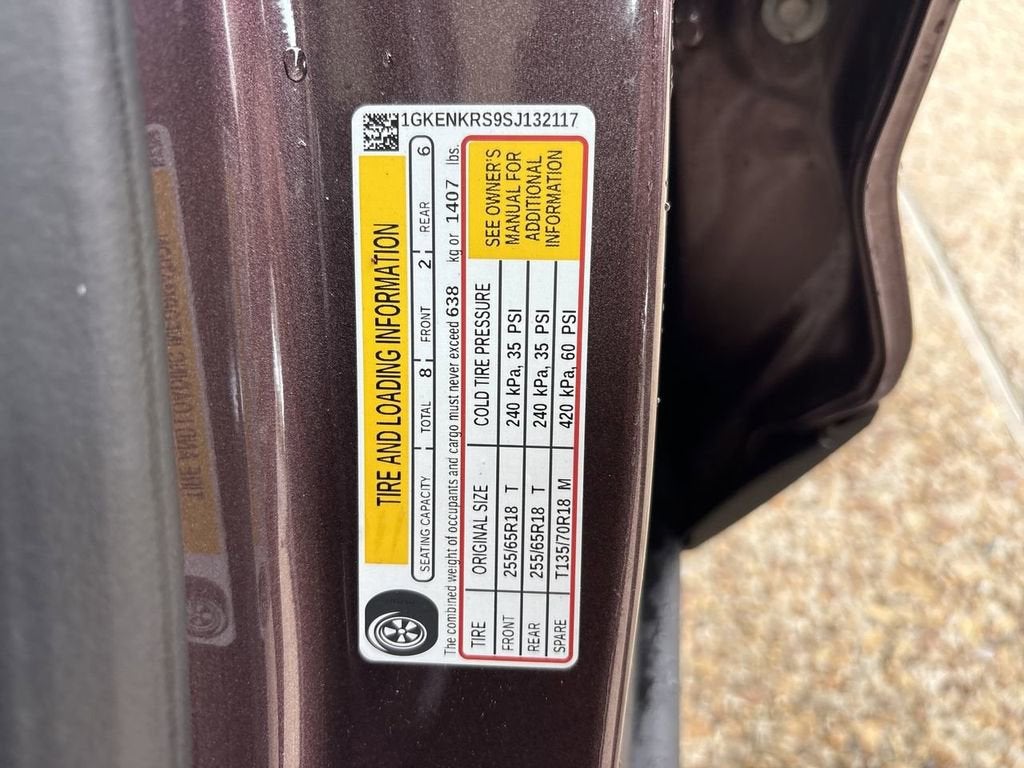 1GKENKRS9SJ132117
TIRE AND LOADING INFORMATION
SEATING CAPACITY TOTAL 8 FRONT 2 REAR 6
The combined weight of occupants and cargo must never exceed 638 kg or 1407 lbs.
TIRE ORIGINAL SIZE COLD TIRE PRESSURE
FRONT 255/65R18 T 240 kPa, 35 PSI
REAR 255/65R18 T 240 kPa, 35 PSI
SPARE T135/70R18 M 420 kPa, 60 PSI
SEE OWNER'S
MANUAL FOR
ADDITIONAL
INFORMATION